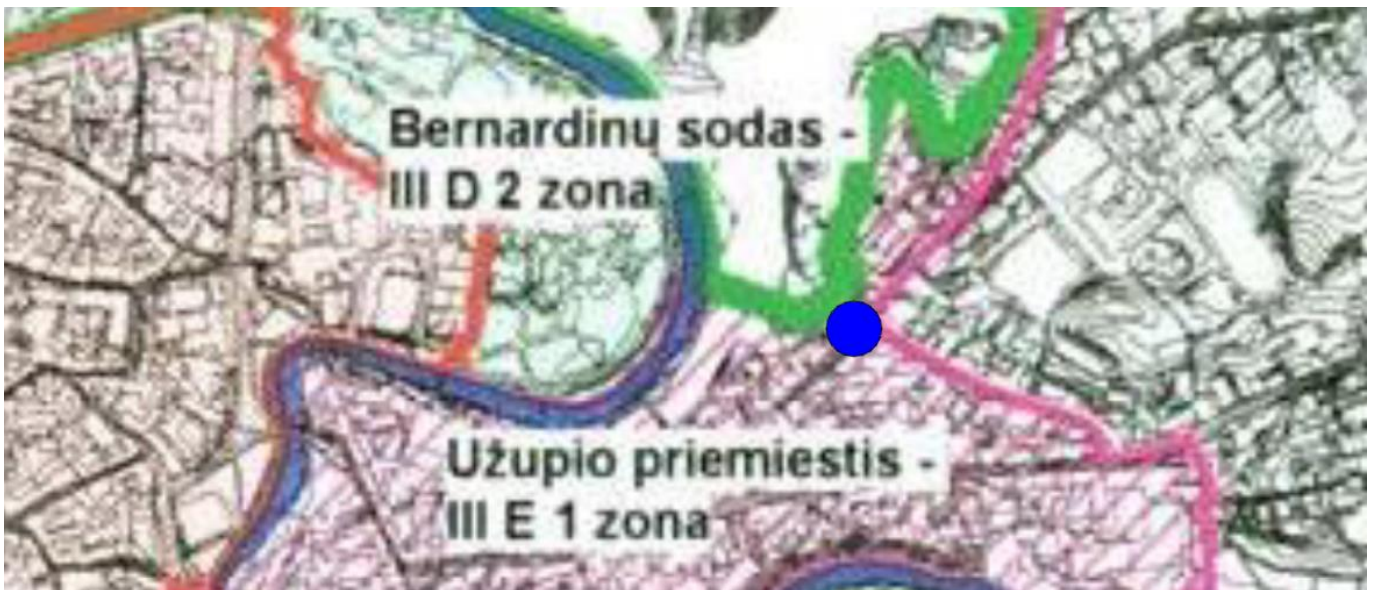 Bernardinų sodas -
III D 2 zona
Užupio priemiestis -
III E 1 zona